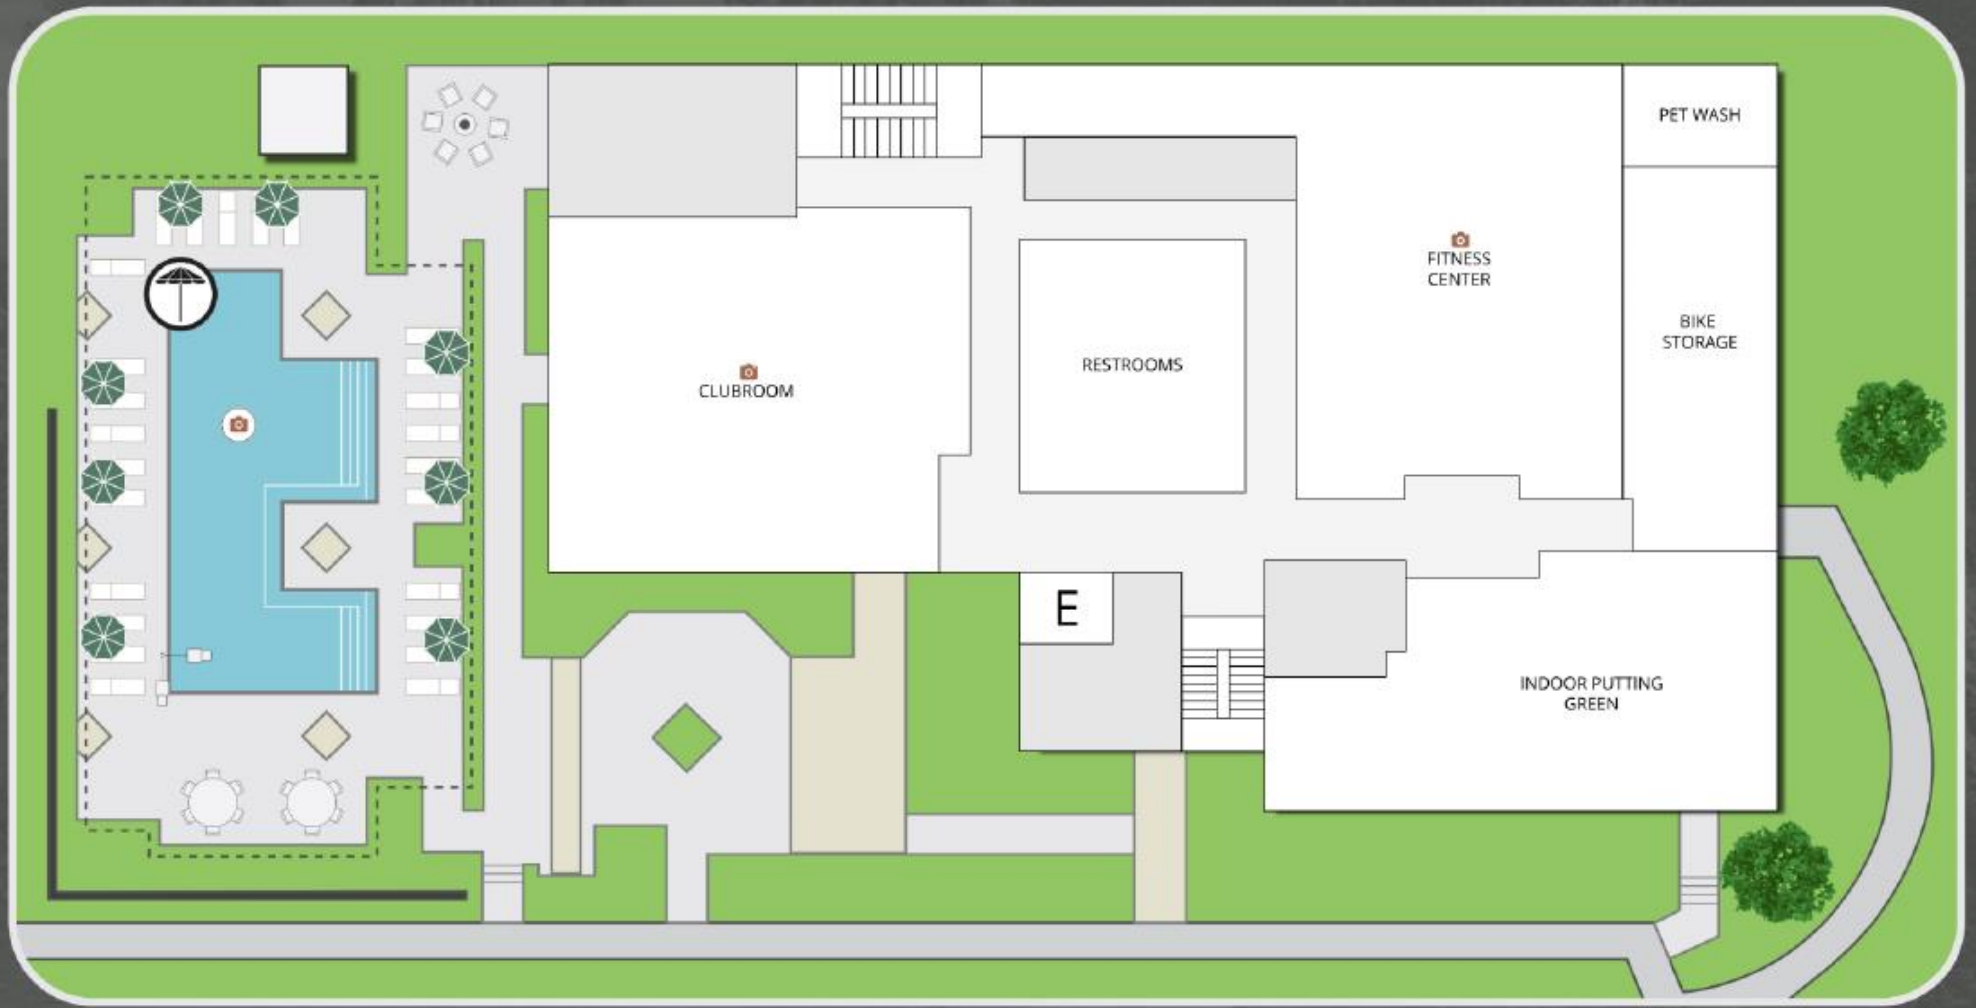 PET WASH
FITNESS
CENTER
BIKE
STORAGE
RESTROOMS
CLUBROOM
E
INDOOR PUTTING
GREEN